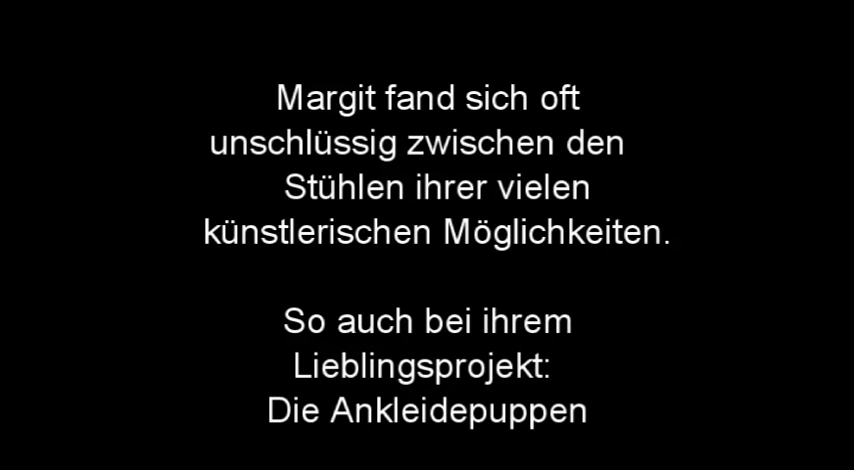 Margit fand sich oft
unschlüssig zwischen den
Stühlen ihrer vielen
künstlerischen Möglichkeiten.
So auch bei ihrem
Lieblingsprojekt:
Die Ankleidepuppen